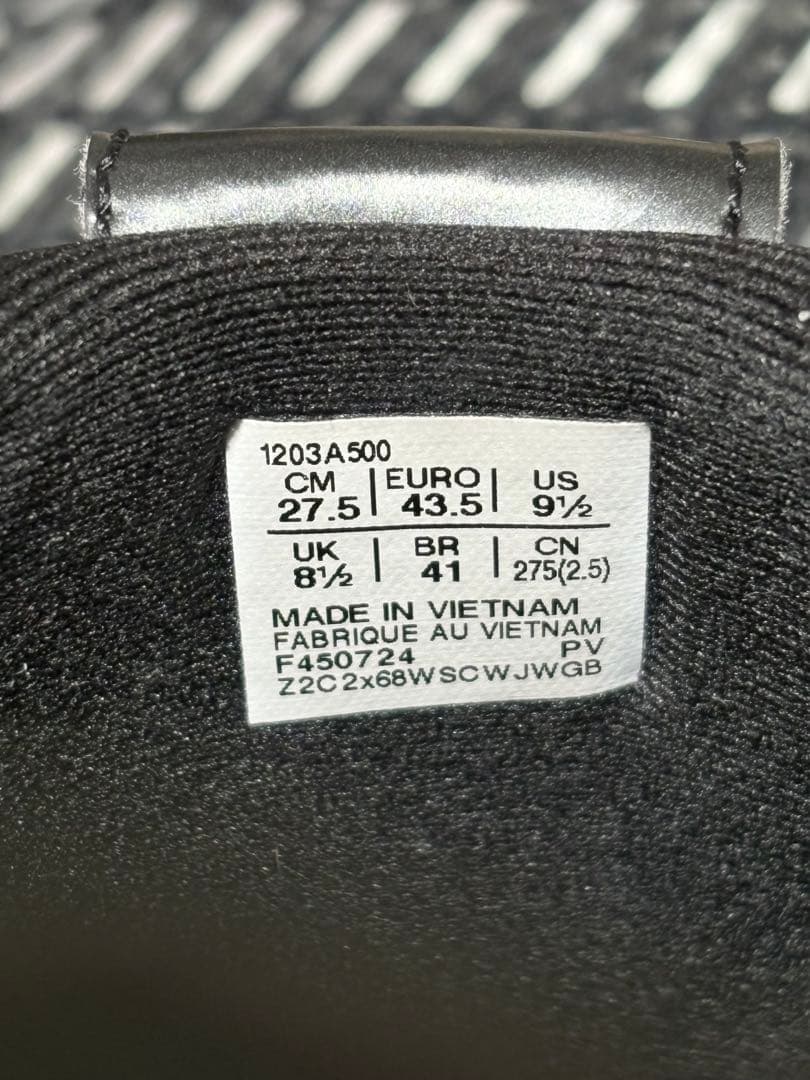 1203A500
CM | EURO | US
27.5 | 43.5 | 9½
UK | BR | CN
8½ | 41 | 275(2.5)
MADE IN VIETNAM
FABRIQUE AU VIETNAM
F450724 PV
Z2C2x68WSCWJWGB